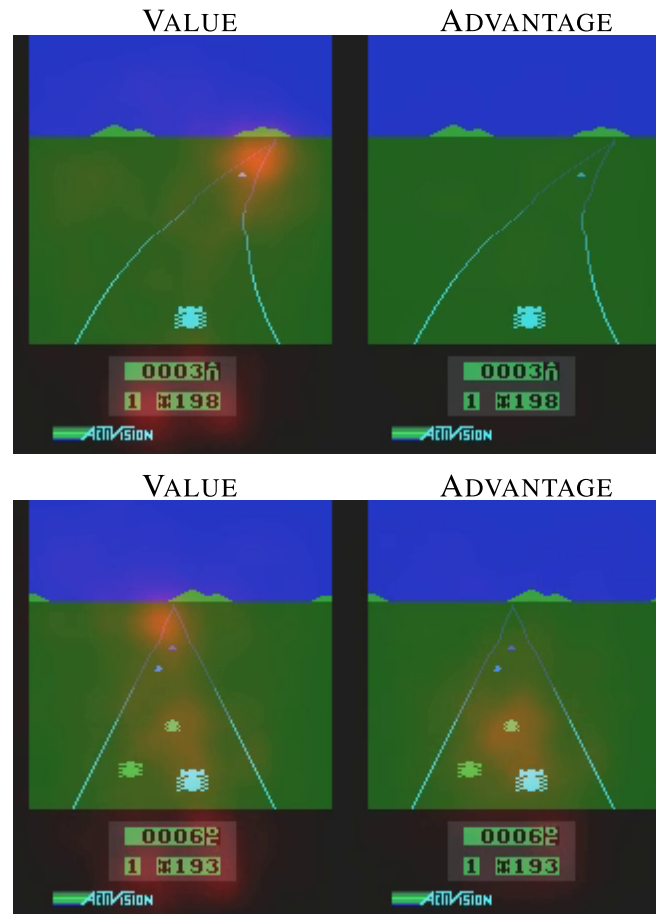 VALUE ADVANTAGE
0003 0003
1 198 1 198
ACTIVISION ACTIVISION
VALUE ADVANTAGE
0006 0006
1 193 1 193
ACTIVISION ACTIVISION